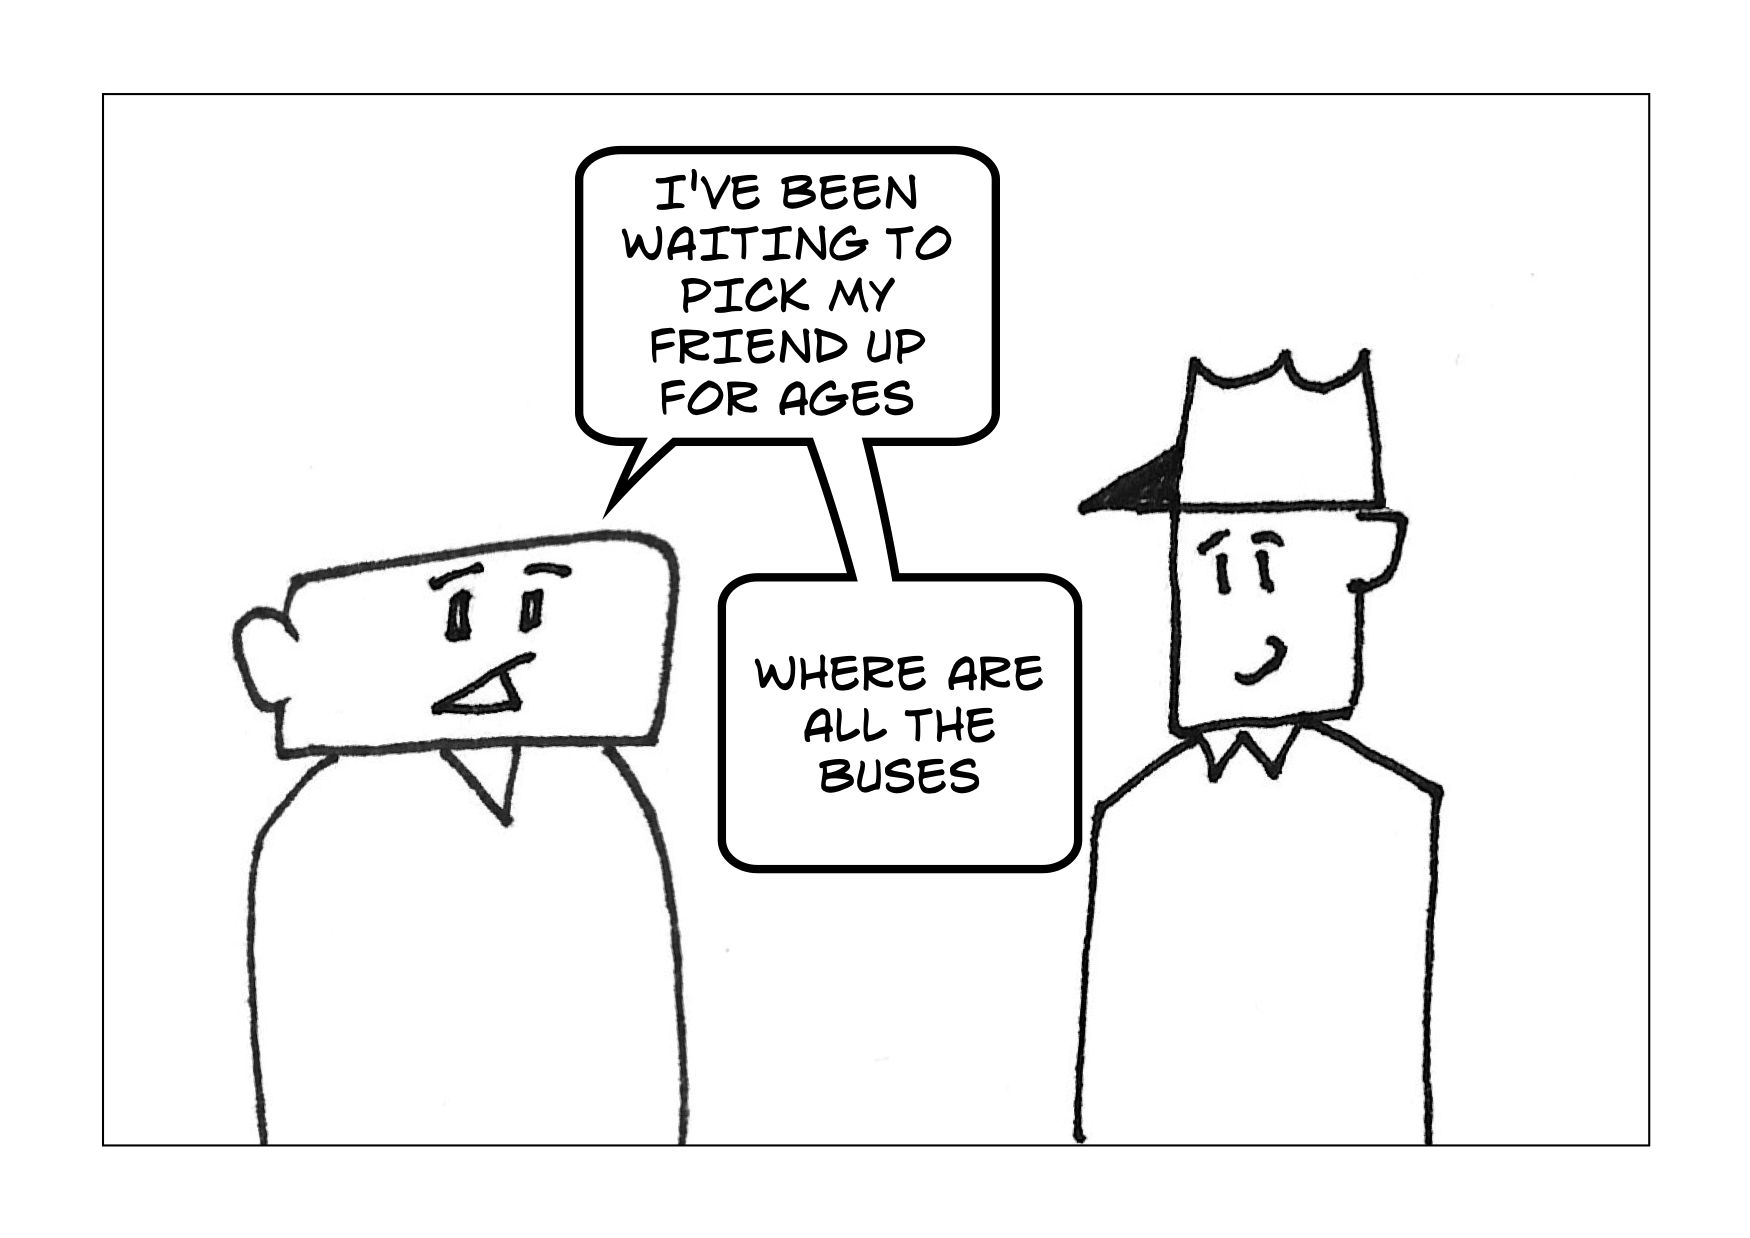 I'VE BEEN
WAITING TO
PICK MY
FRIEND UP
FOR AGES
WHERE ARE
ALL THE
BUSES